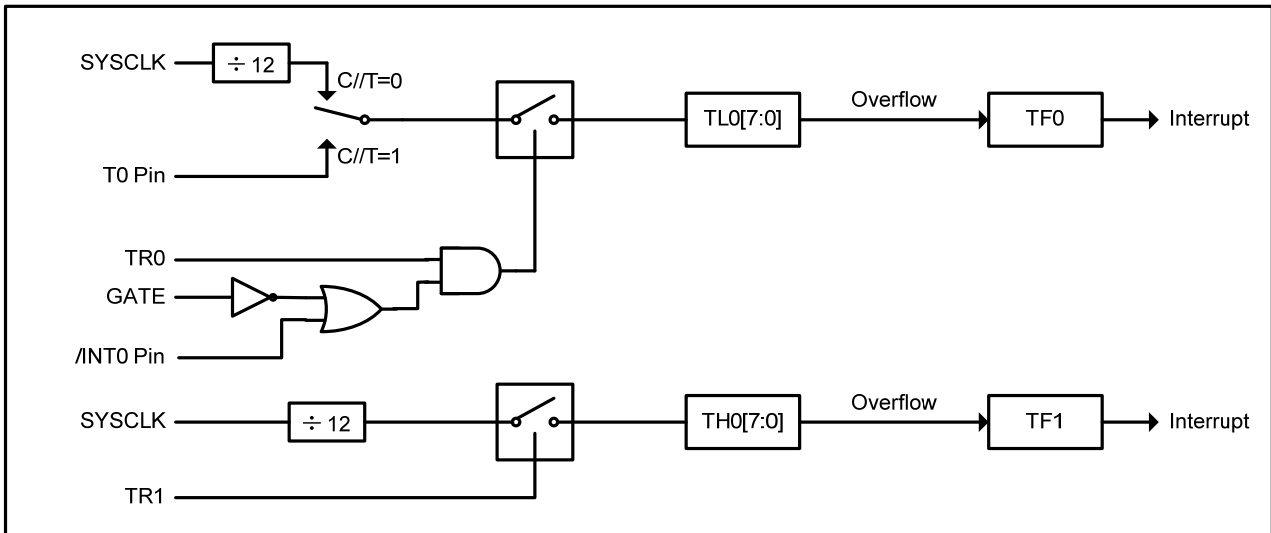 SYSCLK
÷ 12
C//T=0
C//T=1
T0 Pin
TL0[7:0]
Overflow
TF0
Interrupt
TR0
GATE
/INT0 Pin
SYSCLK
÷ 12
TH0[7:0]
Overflow
TF1
Interrupt
TR1